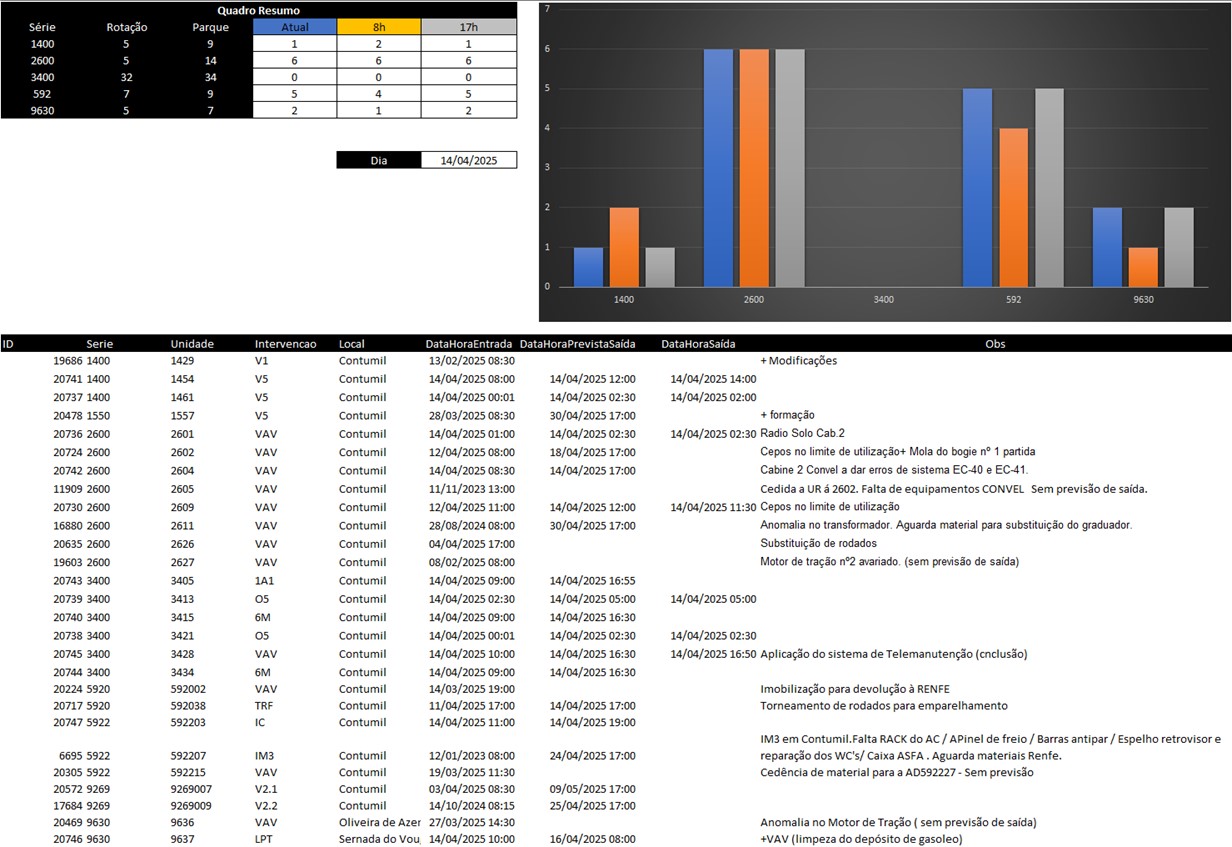 Quadro Resumo
Série Rotação Parque Atual 8h 17h
1400 5 9 1 2 1
2600 5 14 6 6 6
3400 32 34 0 0 0
592 7 9 5 4 5
9630 5 7 2 1 2
Dia 14/04/2025
7
6
5
4
3
2
1
0
1400 2600 3400 592 9630
ID Serie Unidade Intervencao Local DataHoraEntrada DataHoraPrevistaSaída DataHoraSaída Obs
19686 1400 1429 V1 Contumil 13/02/2025 08:30 + Modificações
20741 1400 1454 V5 Contumil 14/04/2025 08:00 14/04/2025 12:00 14/04/2025 14:00
20737 1400 1461 V5 Contumil 14/04/2025 00:01 14/04/2025 02:30 14/04/2025 02:00
20478 1550 1557 V5 Contumil 28/03/2025 08:30 30/04/2025 17:00 + formação
20736 2600 2601 VAV Contumil 14/04/2025 01:00 14/04/2025 02:30 14/04/2025 02:30 Radio Solo Cab.2
20724 2600 2602 VAV Contumil 12/04/2025 08:00 18/04/2025 17:00 Cepos no limite de utilização+ Mola do bogie nº 1 partida
20742 2600 2604 VAV Contumil 14/04/2025 08:30 14/04/2025 17:00 Cabine 2 Convel a dar erros de sistema EC-40 e EC-41.
11909 2600 2605 VAV Contumil 11/11/2023 13:00 Cedida a UR á 2602. Falta de equipamentos CONVEL Sem previsão de saída.
20730 2600 2609 VAV Contumil 12/04/2025 11:00 14/04/2025 12:00 14/04/2025 11:30 Cepos no limite de utilização
16880 2600 2611 VAV Contumil 28/08/2024 08:00 30/04/2025 17:00 Anomalia no transformador. Aguarda material para substituição do graduador.
20635 2600 2626 VAV Contumil 04/04/2025 17:00 Substituição de rodados
19603 2600 2627 VAV Contumil 08/02/2025 08:00 Motor de tração nº2 avariado. (sem previsão de saída)
20743 3400 3405 1A1 Contumil 14/04/2025 09:00 14/04/2025 16:55
20739 3400 3413 O5 Contumil 14/04/2025 02:30 14/04/2025 05:00 14/04/2025 05:00
20740 3400 3415 6M Contumil 14/04/2025 09:00 14/04/2025 16:30
20738 3400 3421 O5 Contumil 14/04/2025 00:01 14/04/2025 02:30 14/04/2025 02:30
20745 3400 3428 VAV Contumil 14/04/2025 10:00 14/04/2025 16:30 14/04/2025 16:50 Aplicação do sistema de Telemanutenção (cnclusão)
20744 3400 3434 6M Contumil 14/04/2025 09:00 14/04/2025 16:30
20224 5920 592002 VAV Contumil 14/03/2025 19:00 Imobilização para devolução à RENFE
20717 5920 592038 TRF Contumil 11/04/2025 17:00 14/04/2025 17:00 Torneamento de rodados para emparelhamento
20747 5922 592203 IC Contumil 14/04/2025 11:00 14/04/2025 19:00
IM3 em Contumil.Falta RACK do AC / APinel de freio / Barras antipar / Espelho retrovisor e
6695 5922 592207 IM3 Contumil 12/01/2023 08:00 24/04/2025 17:00 reparação dos WC's/ Caixa ASFA . Aguarda materiais Renfe.
20305 5922 592215 VAV Contumil 19/03/2025 11:30 Cedência de material para a AD592227 - Sem previsão
20572 9269 9269007 V2.1 Contumil 03/04/2025 08:30 09/05/2025 17:00
17684 9269 9269009 V2.2 Contumil 14/10/2024 08:15 25/04/2025 17:00
20469 9630 9636 VAV Oliveira de Azer 27/03/2025 14:30 Anomalia no Motor de Tração ( sem previsão de saída)
20746 9630 9637 LPT Sernada do Vou 14/04/2025 10:00 16/04/2025 08:00 +VAV (limpeza do depósito de gasoleo)